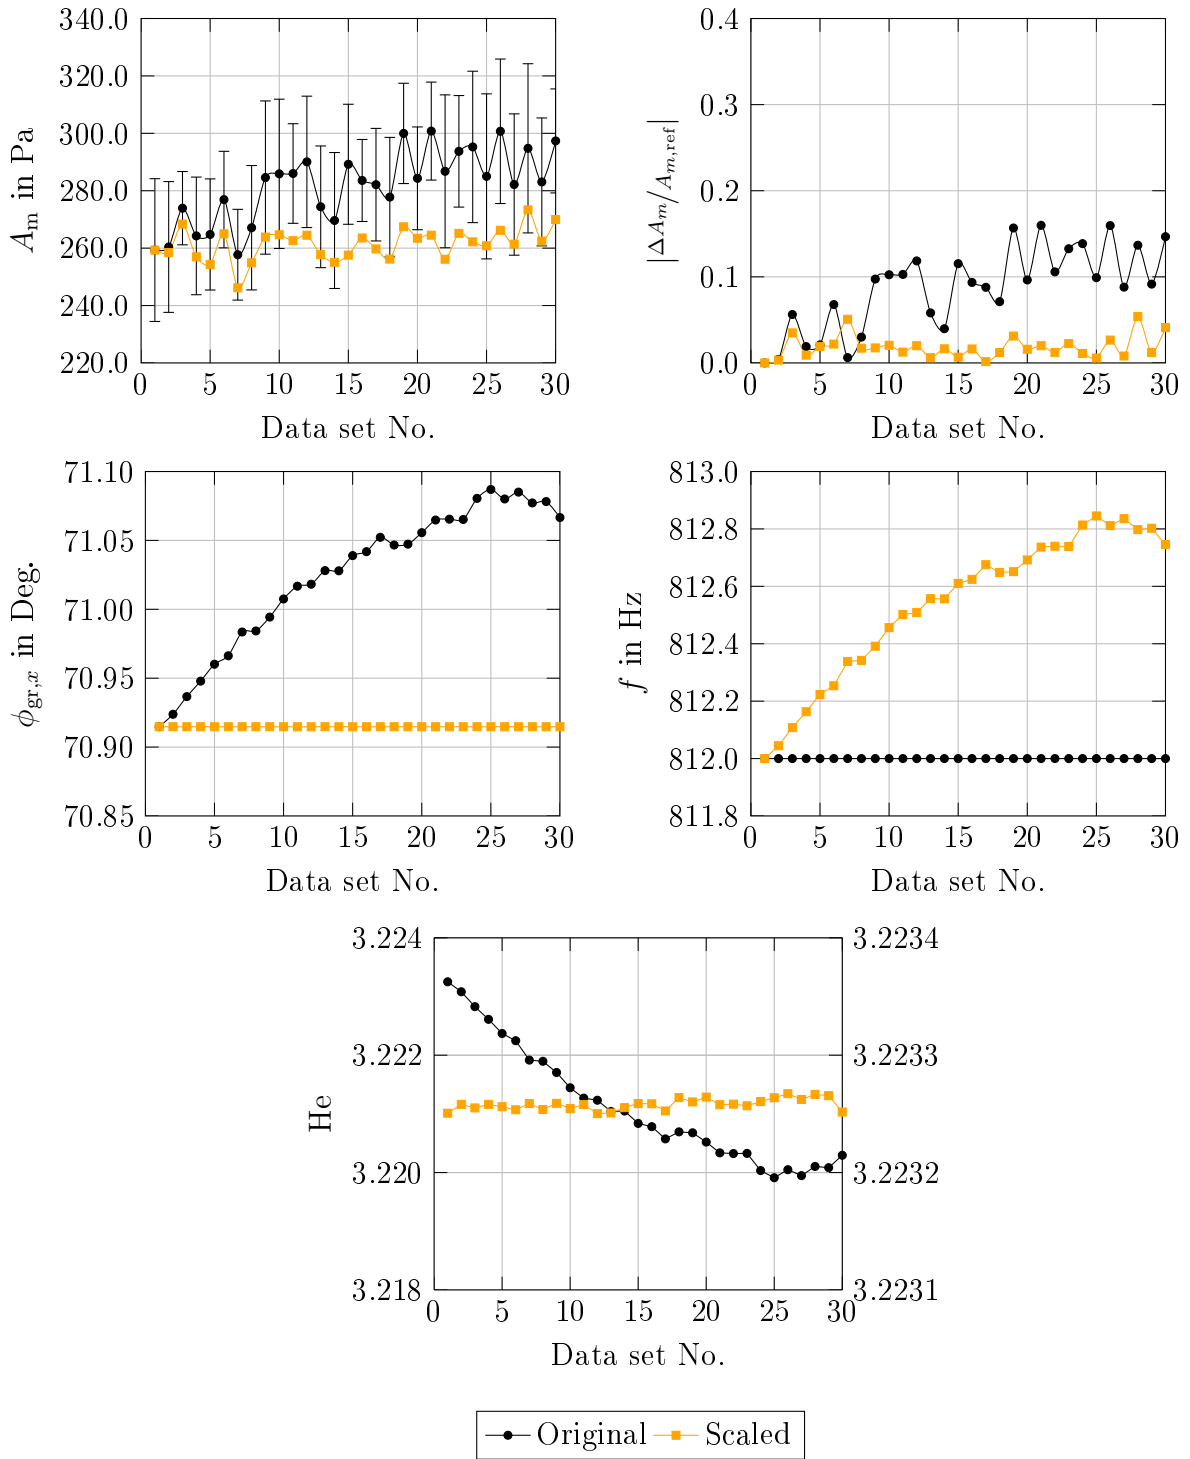 340.0
320.0
300.0
280.0
260.0
240.0
220.0
0 5 10 15 20 25 30
Data set No.
A_m in Pa
0.4
0.3
0.2
0.1
0.0
0 5 10 15 20 25 30
Data set No.
|ΔA_m/A_{m,ref}|
71.10
71.05
71.00
70.95
70.90
70.85
0 5 10 15 20 25 30
Data set No.
ϕ_{gr,x} in Deg.
813.0
812.8
812.6
812.4
812.2
812.0
811.8
0 5 10 15 20 25 30
Data set No.
f in Hz
3.224
3.222
3.220
3.218
0 5 10 15 20 25 30
Data set No.
He
3.2234
3.2233
3.2232
3.2231
Original Scaled